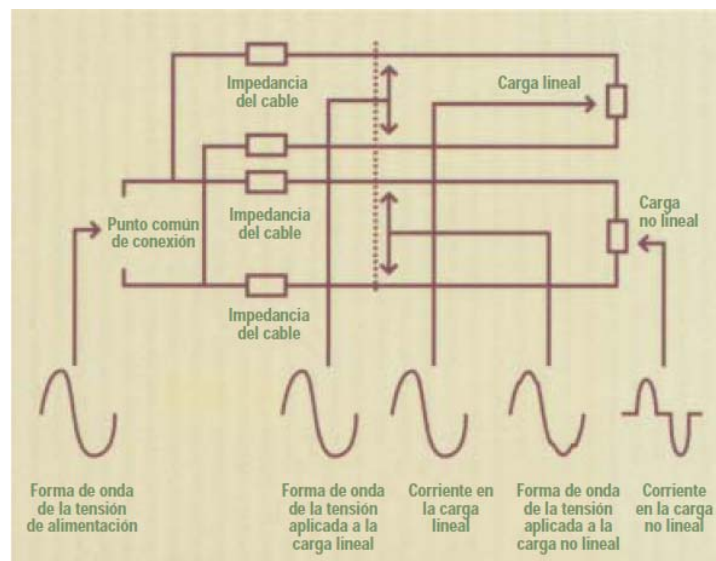 Impedancia
del cable
Carga lineal
Punto común
de conexión
Impedancia
del cable
Carga
no lineal
Impedancia
del cable
Forma de onda
de la tensión
de alimentación
Forma de onda
de la tensión
aplicada a la
carga lineal
Corriente en
la carga
lineal
Forma de onda
de la tensión
aplicada a la
carga no lineal
Corriente
en la carga
no lineal